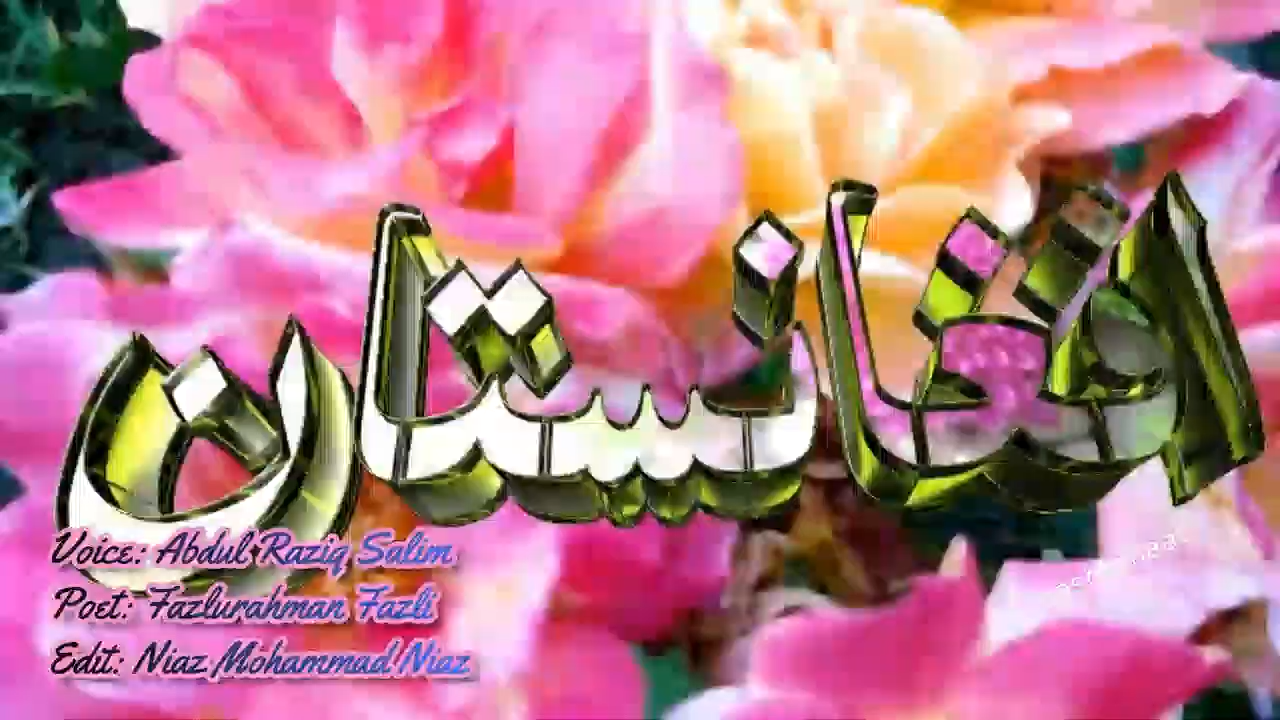 افغانستان
Voice: Abdul Raziq Salim
Poet: Fazlurahman Fazli
Edit: Niaz Mohammad Niaz